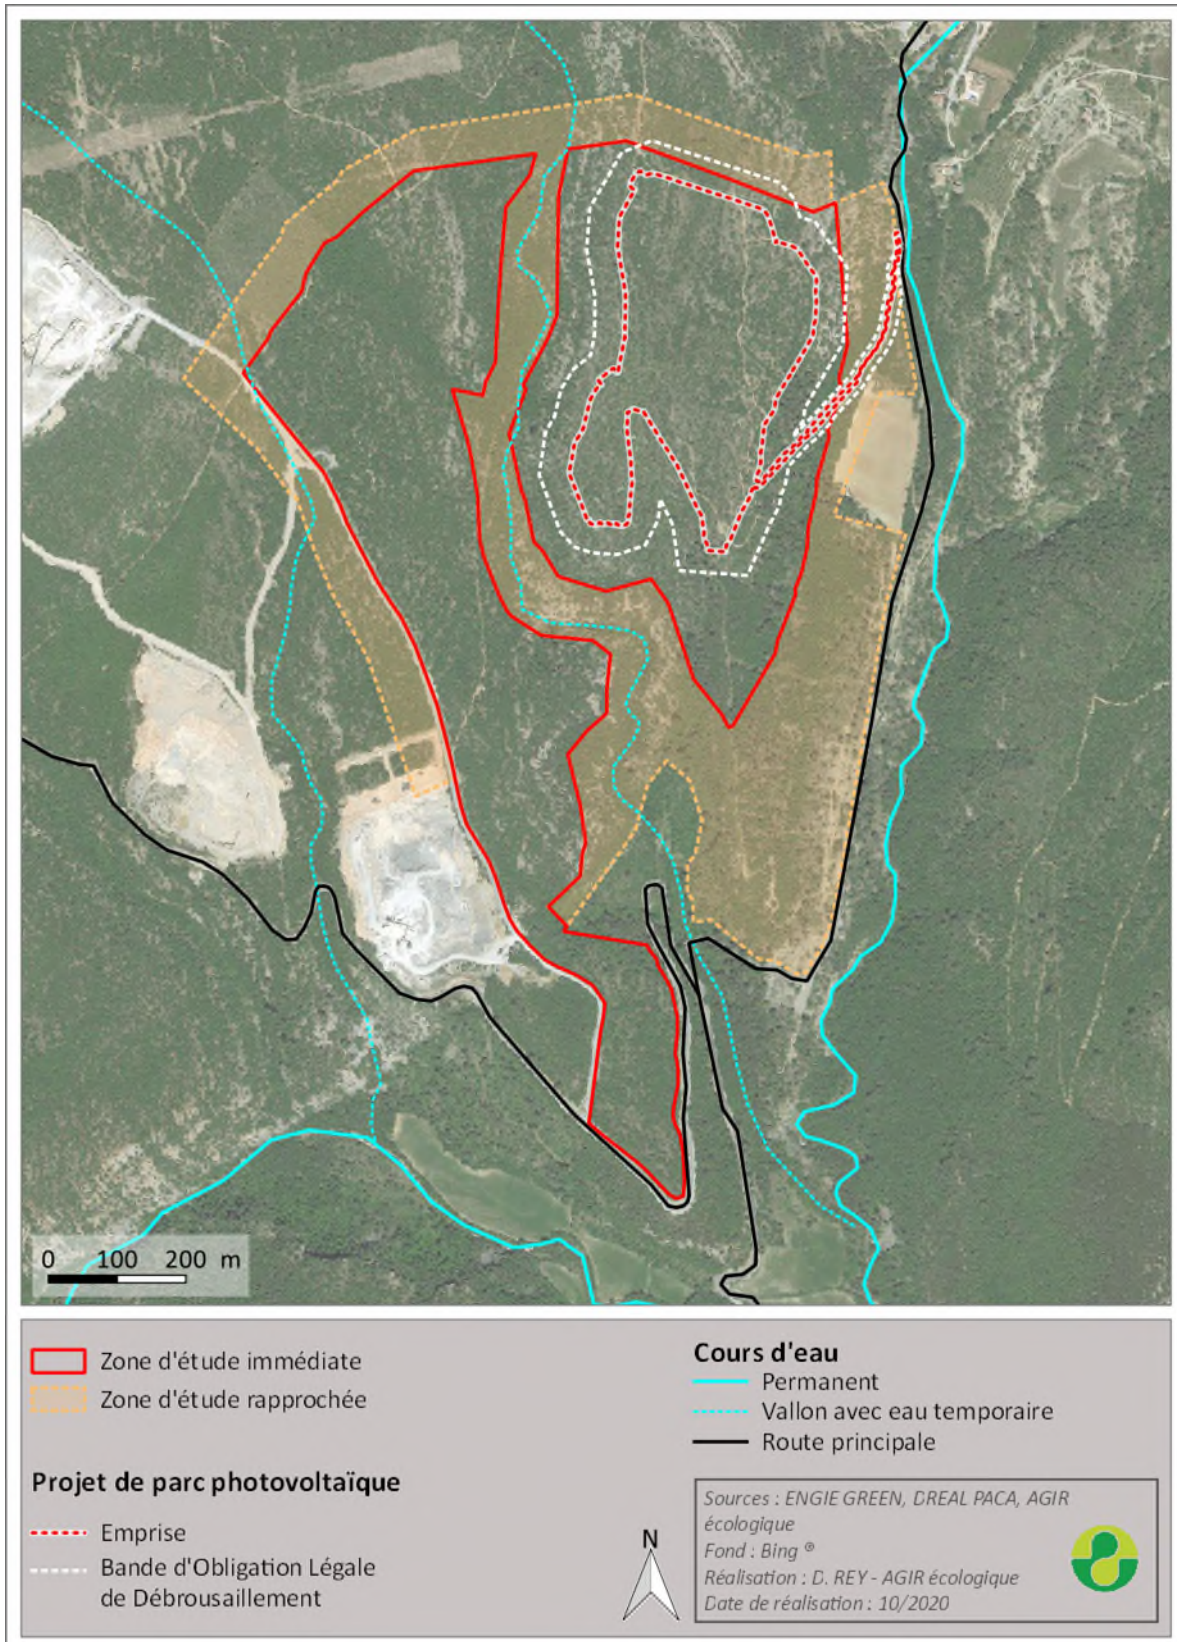 0 100 200 m
Zone d'étude immédiate
Zone d'étude rapprochée
Projet de parc photovoltaïque
Emprise
Bande d'Obligation Légale
de Débrousaillement
N
Cours d'eau
Permanent
Vallon avec eau temporaire
Route principale
Sources : ENGIE GREEN, DREAL PACA, AGIR
écologique
Fond : Bing ®
Réalisation : D. REY - AGIR écologique
Date de réalisation : 10/2020